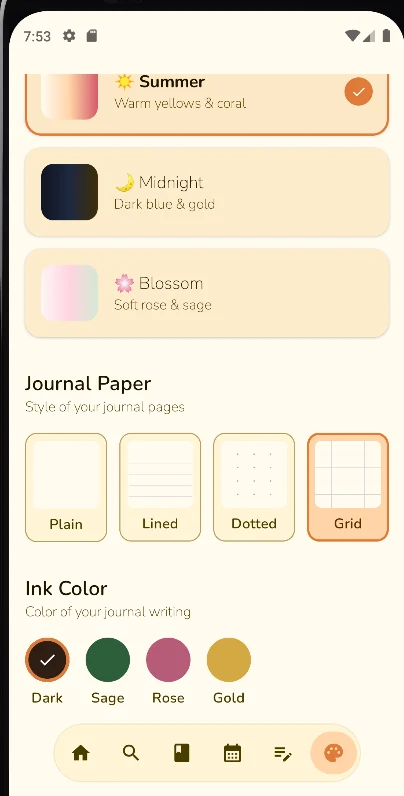 7:53
☀️ Summer
Warm yellows & coral
🌙 Midnight
Dark blue & gold
🌸 Blossom
Soft rose & sage
Journal Paper
Style of your journal pages
Plain Lined Dotted Grid
Ink Color
Color of your journal writing
Dark Sage Rose Gold